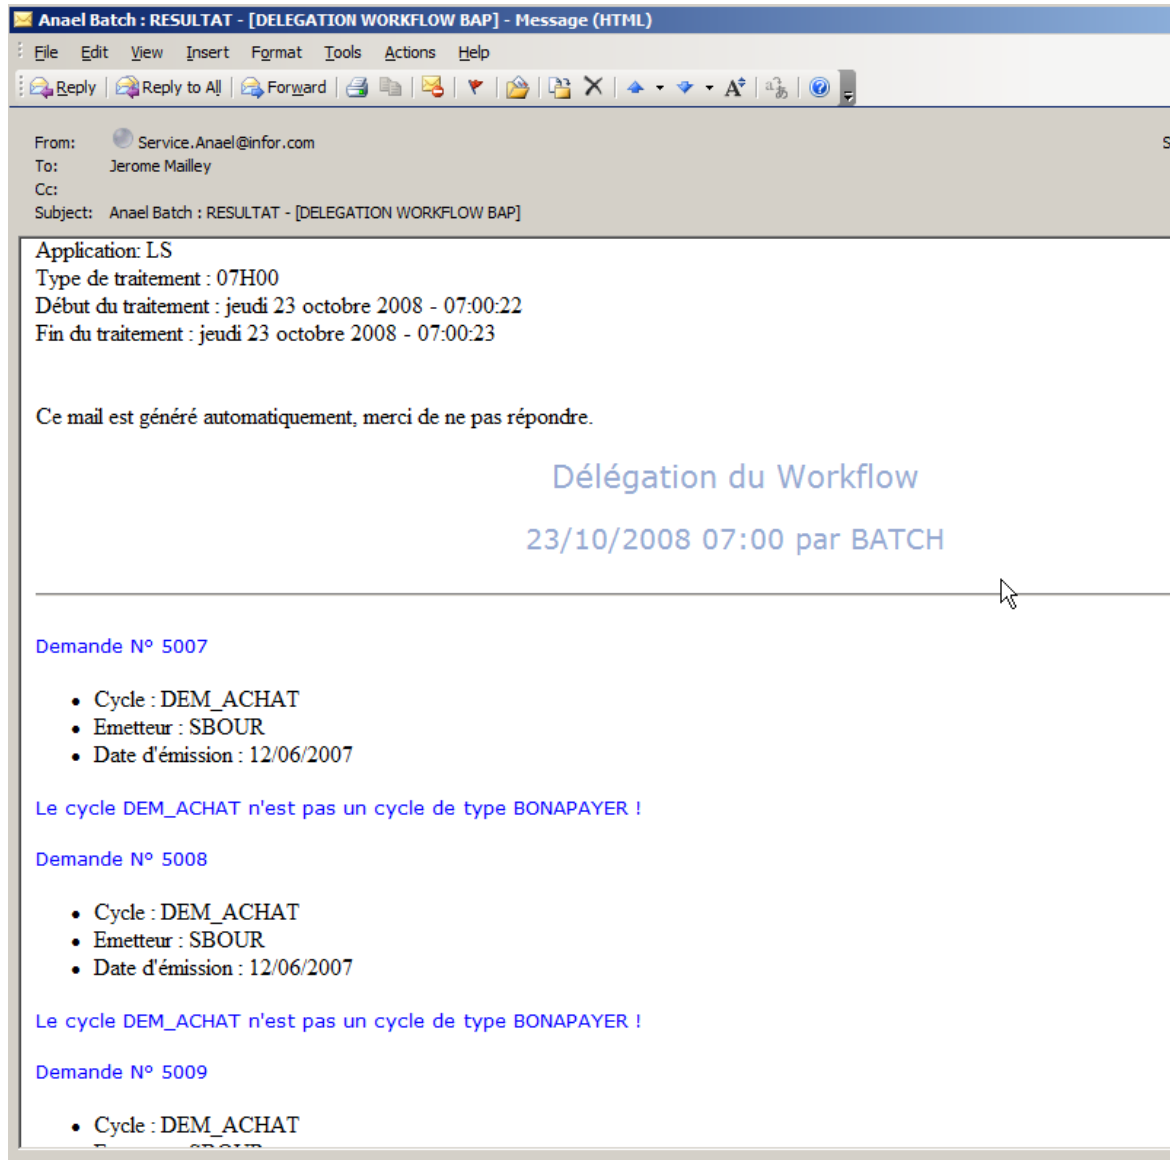 Anael Batch : RESULTAT - [DELEGATION WORKFLOW BAP] - Message (HTML)
File Edit View Insert Format Tools Actions Help
Reply Reply to All Forward
From: Service.Anael@infor.com
To: Jerome Mailley
Cc:
Subject: Anael Batch : RESULTAT - [DELEGATION WORKFLOW BAP]
Application: LS
Type de traitement : 07H00
Début du traitement : jeudi 23 octobre 2008 - 07:00:22
Fin du traitement : jeudi 23 octobre 2008 - 07:00:23
Ce mail est généré automatiquement, merci de ne pas répondre.
Délégation du Workflow
23/10/2008 07:00 par BATCH
Demande Nº 5007
• Cycle : DEM_ACHAT
• Emetteur : SBOUR
• Date d'émission : 12/06/2007
Le cycle DEM_ACHAT n'est pas un cycle de type BONAPAYER !
Demande Nº 5008
• Cycle : DEM_ACHAT
• Emetteur : SBOUR
• Date d'émission : 12/06/2007
Le cycle DEM_ACHAT n'est pas un cycle de type BONAPAYER !
Demande Nº 5009
• Cycle : DEM_ACHAT